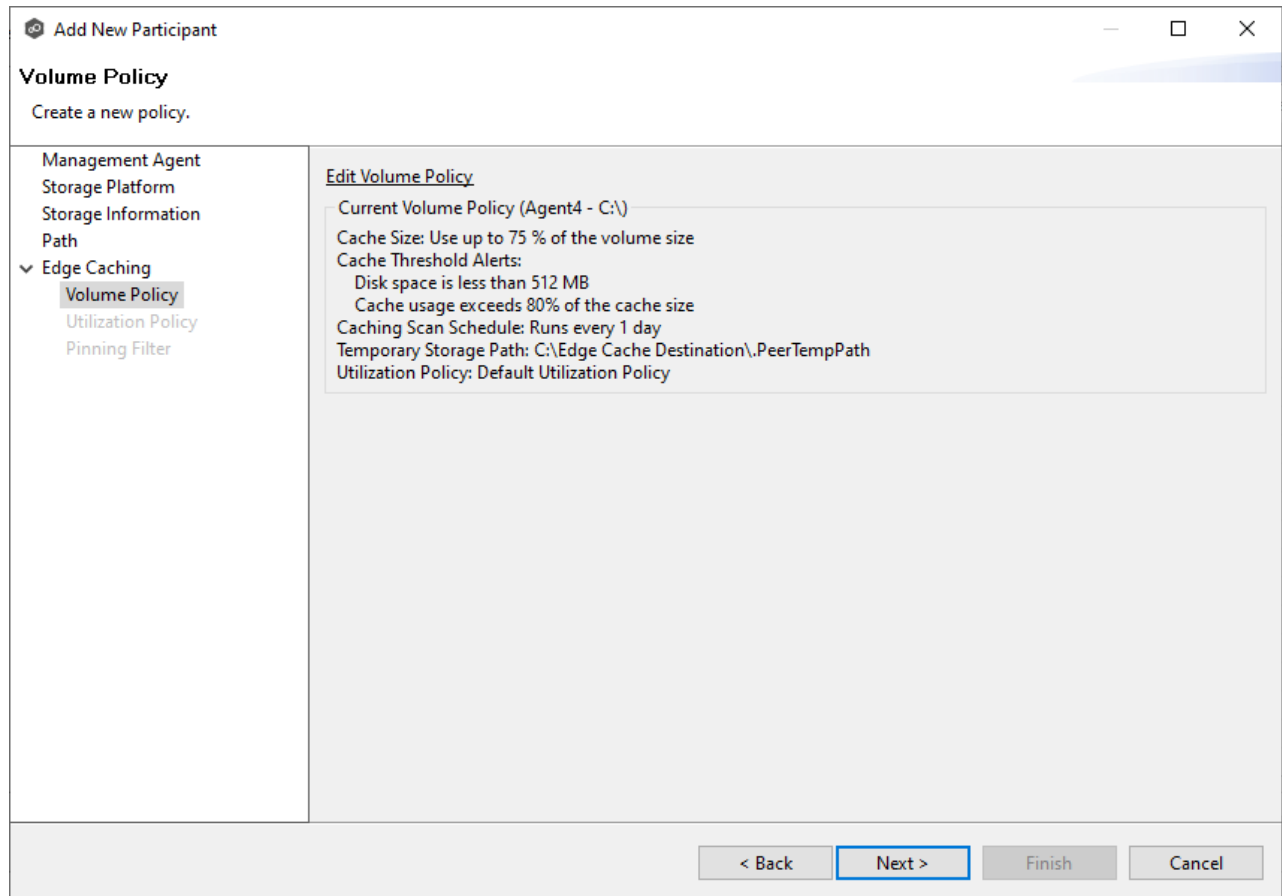 Add New Participant
Volume Policy
Create a new policy.
Management Agent
Storage Platform
Storage Information
Path
Edge Caching
Volume Policy
Utilization Policy
Pinning Filter
Edit Volume Policy
Current Volume Policy (Agent4 - C:\)
Cache Size: Use up to 75 % of the volume size
Cache Threshold Alerts:
Disk space is less than 512 MB
Cache usage exceeds 80% of the cache size
Caching Scan Schedule: Runs every 1 day
Temporary Storage Path: C:\Edge Cache Destination\.PeerTempPath
Utilization Policy: Default Utilization Policy
< Back
Next >
Finish
Cancel